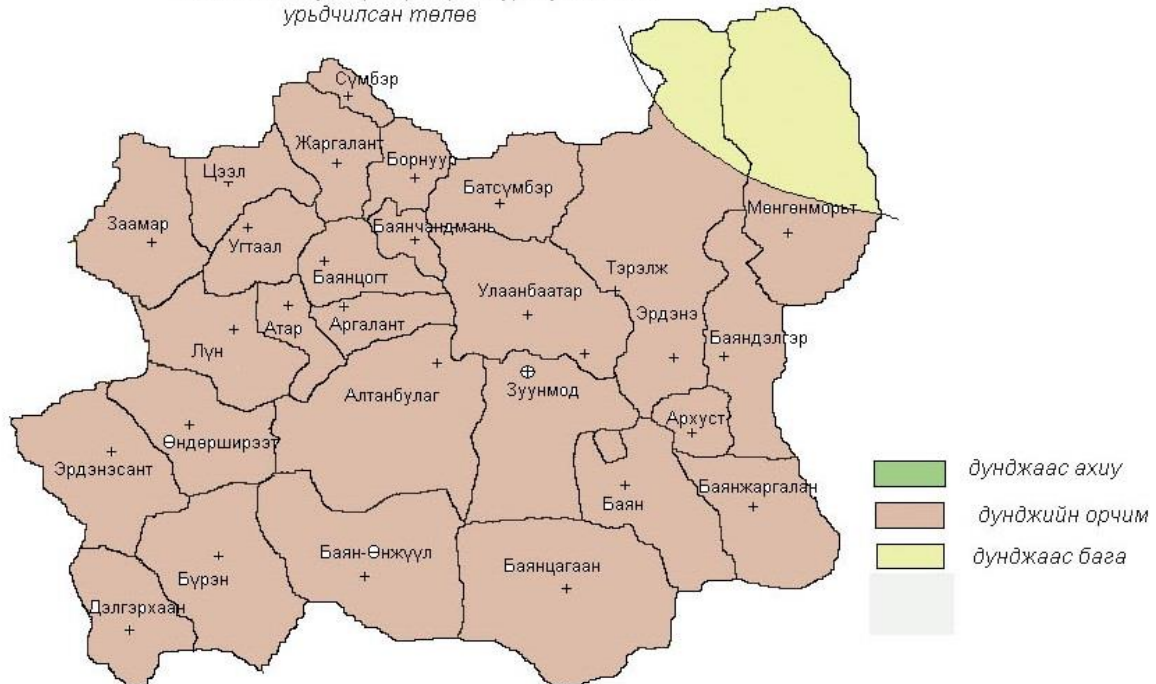 урьдчилсан төлөв
Сүмбэр
Жаргалант
Борнуур
Цээл
Батсүмбэр
Заамар
Угтаал
Баянчандмань
Мөнгөнморьт
Баянцогт
Тэрэлж
Улаанбаатар
Эрдэнэ
Атар
Аргалант
Лүн
Баяндэлгэр
Алтанбулаг
Зуунмод
Архуст
Өндөрширээт
Эрдэнэсант
дунджаас ахиу
Баянжаргалан
Баян
дунджийн орчим
Баян-Өнжүүл
Баянцагаан
дунджаас бага
Бүрэн
Дэлгэрхаан